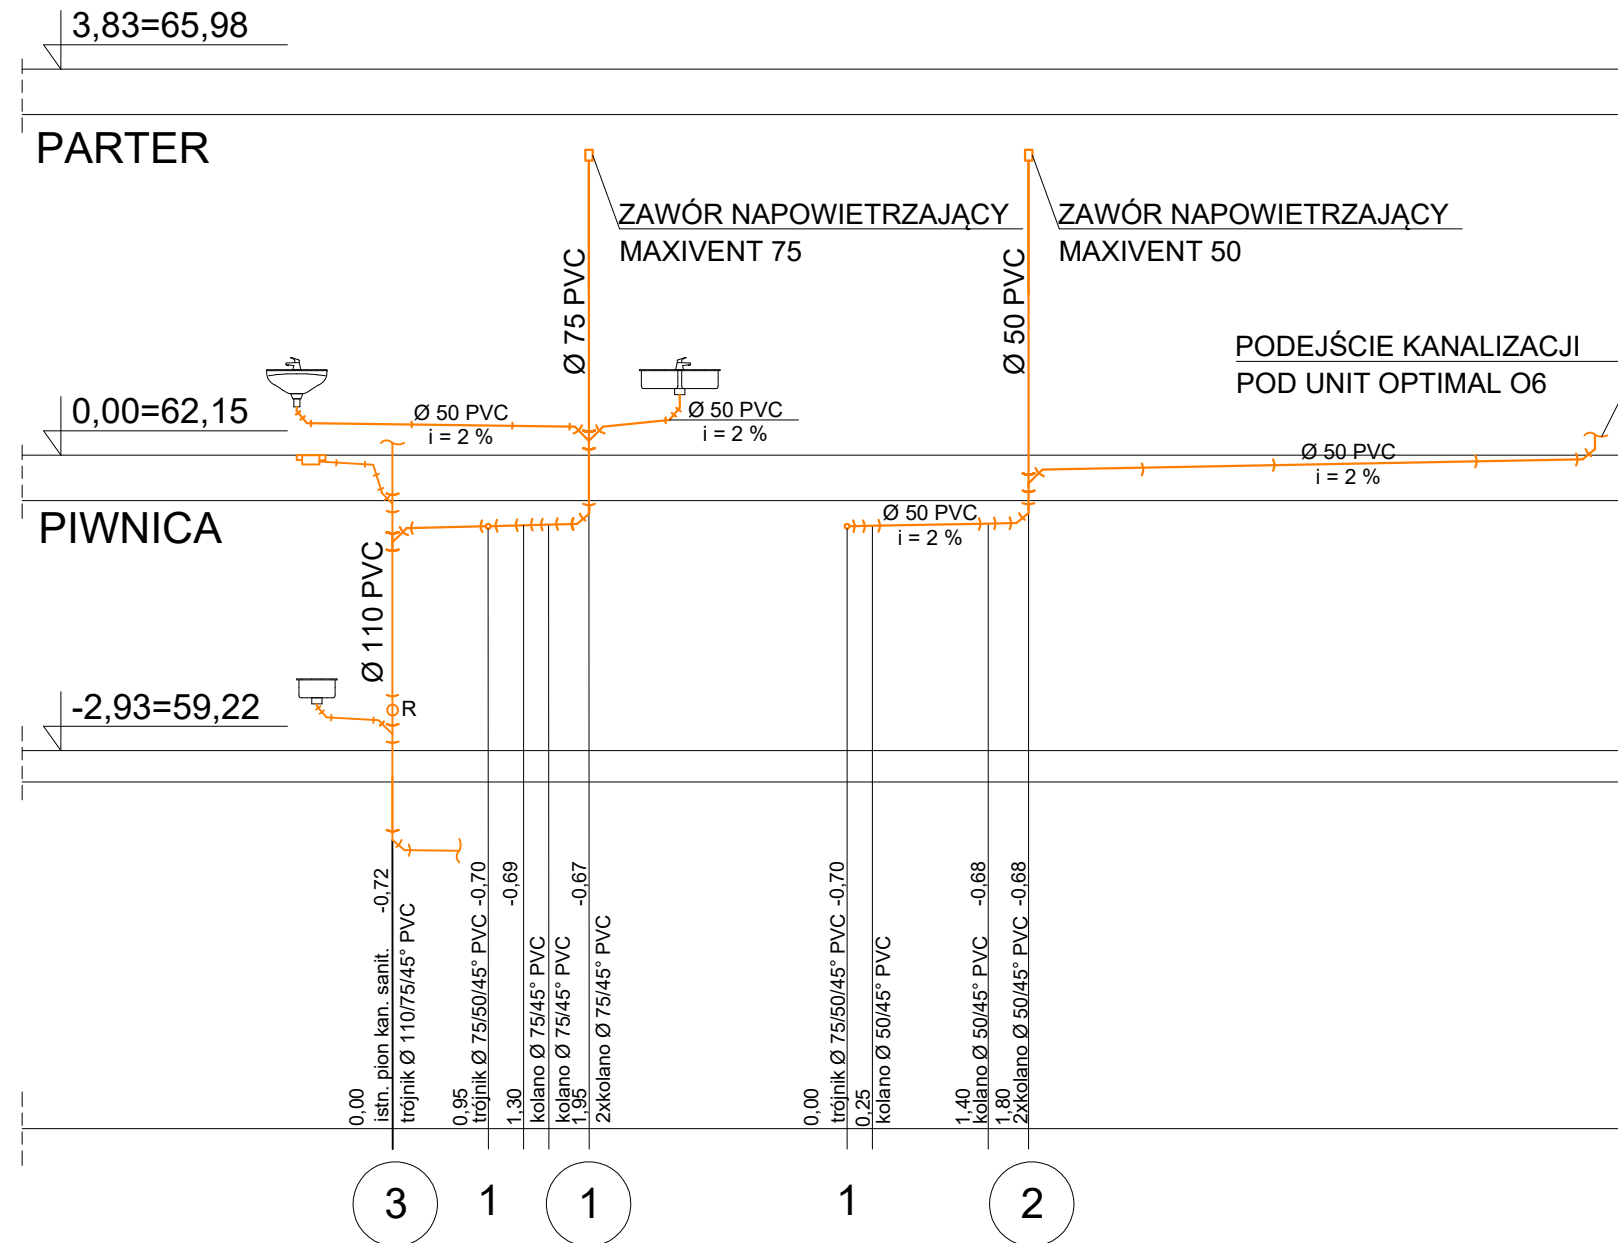 3,83=65,98
PARTER
ZAWÓR NAPOWIETRZAJĄCY
MAXIVENT 75
ZAWÓR NAPOWIETRZAJĄCY
MAXIVENT 50
Ø 75 PVC
Ø 50 PVC
PODEJŚCIE KANALIZACJI
POD UNIT OPTIMAL O6
0,00=62,15
Ø 50 PVC
i = 2 %
Ø 50 PVC
i = 2 %
Ø 50 PVC
i = 2 %
PIWNICA
Ø 50 PVC
i = 2 %
Ø 110 PVC
-2,93=59,22
R
0,00
istn. pion kan. sanit. -0,72
trójnik Ø 110/75/45° PVC
0,95
trójnik Ø 75/50/45° PVC -0,70
1,30 -0,69
kolano Ø 75/45° PVC
kolano Ø 75/45° PVC
1,95 -0,67
2xkolano Ø 75/45° PVC
0,00
trójnik Ø 75/50/45° PVC -0,70
0,25
kolano Ø 50/45° PVC
1,40
kolano Ø 50/45° PVC -0,68
1,80
2xkolano Ø 50/45° PVC -0,68
3 1 1 1 2